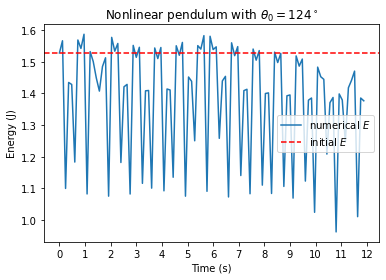 Nonlinear pendulum with θ₀ = 124°
Energy (J)
1.6
1.5
1.4
1.3
1.2
1.1
1.0
numerical E
initial E
0 1 2 3 4 5 6 7 8 9 10 11 12
Time (s)